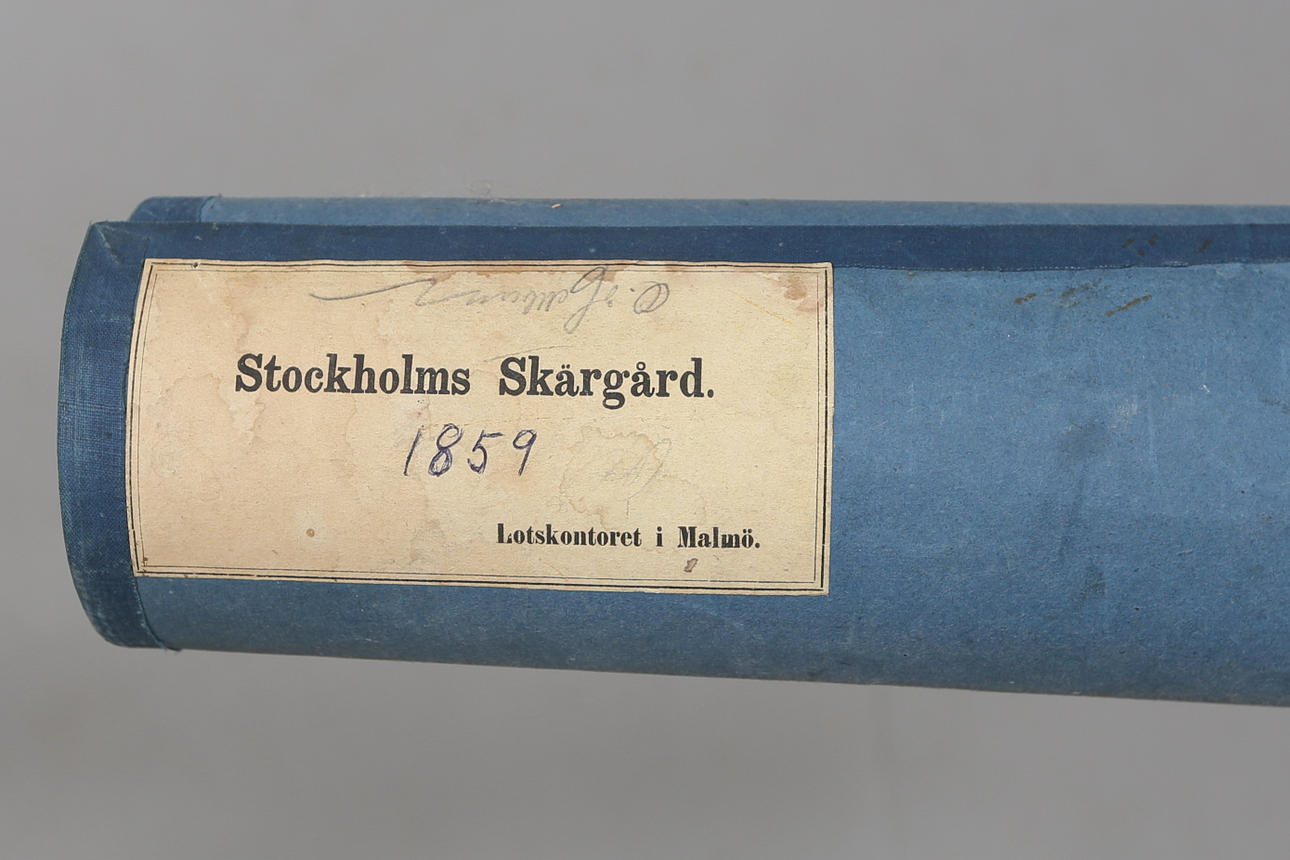 Stockholms Skärgård.
1859
Lotskontoret i Malmö.